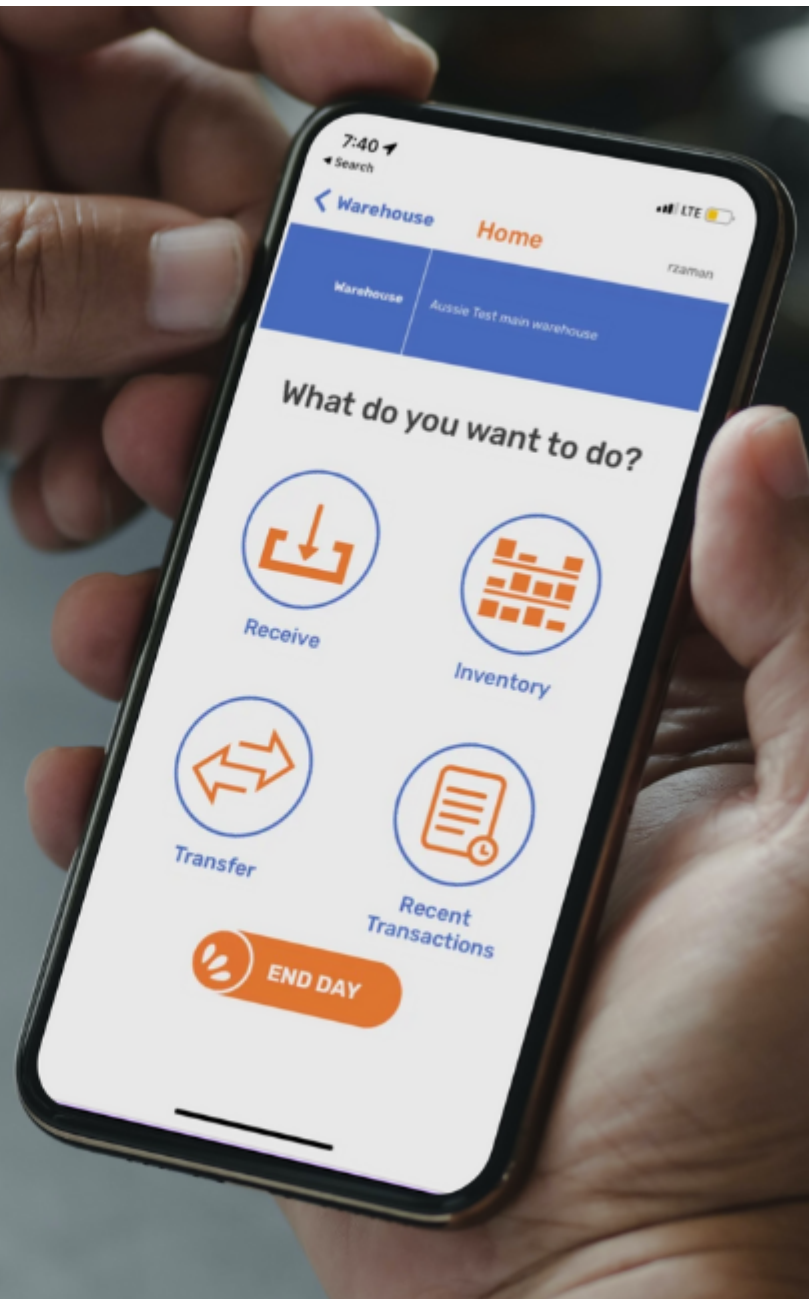 7:40
Search
Warehouse
Home
LTE
rzaman
Warehouse
Aussie Test main warehouse
What do you want to do?
Receive
Inventory
Transfer
Recent
Transactions
END DAY